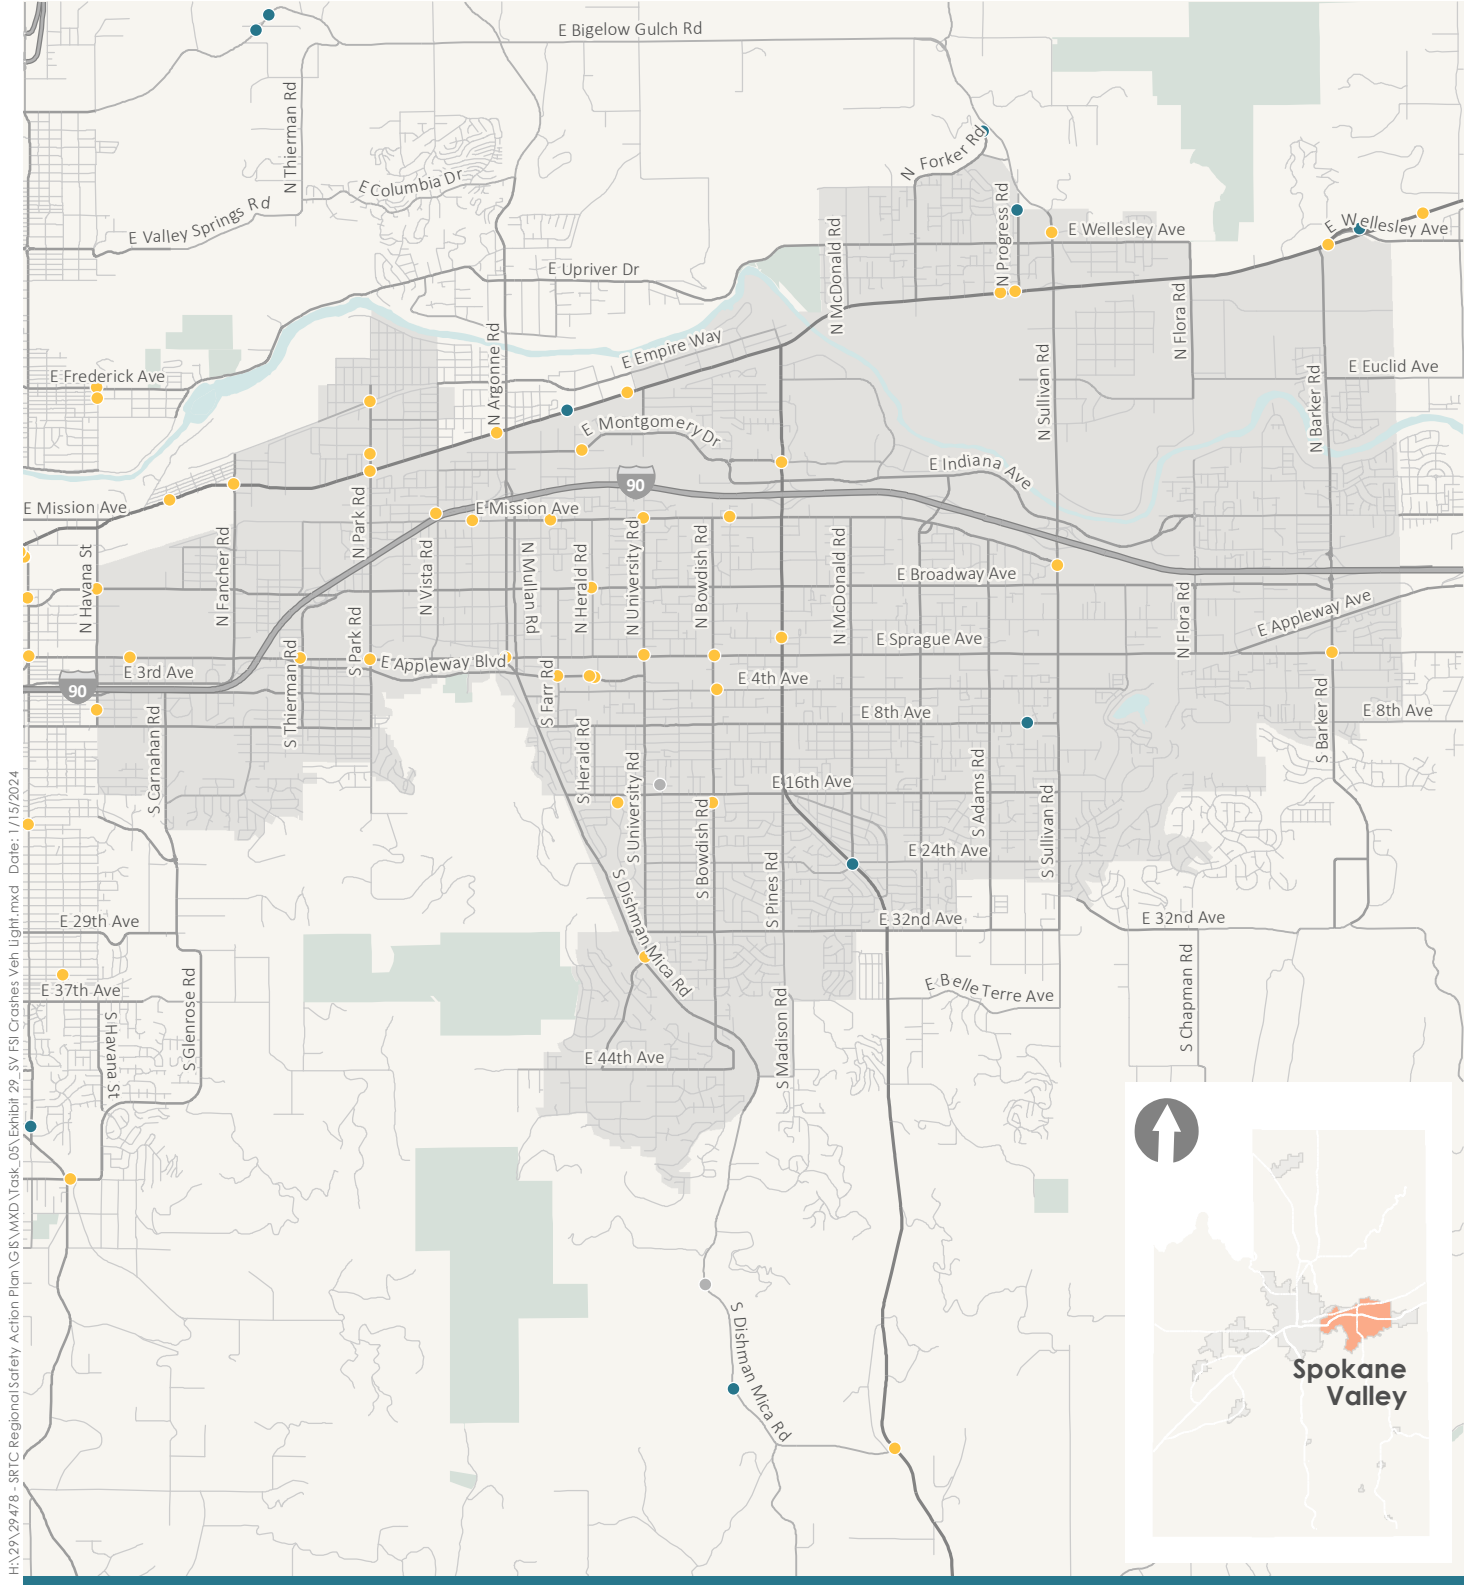 E Bigelow Gulch Rd
N Thierman Rd
N Forker Rd
E Columbia Dr
N Progress Rd
E Valley Springs Rd
N McDonald Rd
E Wellesley Ave
E Wellesley Ave
E Upriver Dr
N Flora Rd
N Argonne Rd
E Empire Way
N Sullivan Rd
E Frederick Ave
E Euclid Ave
N Barker Rd
E Montgomery Dr
E Indiana Ave
90
N Park Rd
E Mission Ave
E Mission Ave
N Havana St
N Fancher Rd
N Vista Rd
N Mullan Rd
N Herald Rd
N University Rd
N Bowdish Rd
N McDonald Rd
E Broadway Ave
N Flora Rd
E Appleway Ave
S Park Rd
E Sprague Ave
E 3rd Ave
E Appleway Blvd
E 4th Ave
90
S Thierman Rd
S Farr Rd
E 8th Ave
E 8th Ave
S Carnahan Rd
S Herald Rd
S Barker Rd
S University Rd
E 16th Ave
S Adams Rd
S Sullivan Rd
S Bowdish Rd
E 24th Ave
S Pines Rd
S Dishman Mica Rd
E 29th Ave
E 32nd Ave
E 32nd Ave
E 37th Ave
S Glenrose Rd
E Belle Terre Ave
S Chapman Rd
S Havana St
S Madison Rd
E 44th Ave
S Dishman Mica Rd
Spokane
Valley
H:\29\29478 - SRTC Regional Safety Action Plan\GIS\MXD\Task_05\Exhibit 29_SV FSI Crashes Veh Light.mxd Date: 1/15/2024